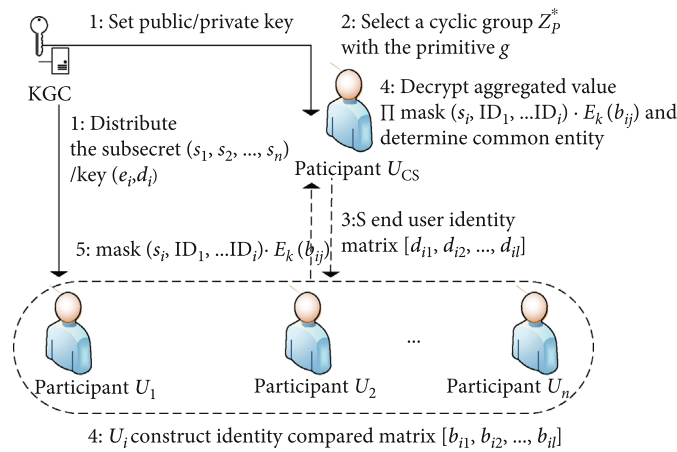 1: Set public/private key
2: Select a cyclic group Z*P
with the primitive g
KGC
4: Decrypt aggregated value
∏ mask (si, ID1, ...IDi) · Ek (bij) and
determine common entity
1: Distribute
the subsecret (s1, s2, ..., sn)
/key (ei,di)
Paticipant UCS
3:S end user identity
matrix [di1, di2, ..., dil]
5: mask (si, ID1, ...IDi)· Ek (bij)
...
Participant U1
Participant U2
Participant Un
4: Ui construct identity compared matrix [bi1, bi2, ..., bil]